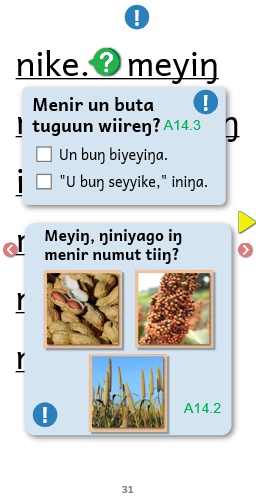 nike. ? meyiŋ
Menir un buta
tuguun wiireŋ? A14.3
Un buŋ biyeyiŋa.
"U buŋ seyyike," iniŋa.
Meyiŋ, ŋiniyago iŋ
menir numut tiiŋ?
A14.2
31